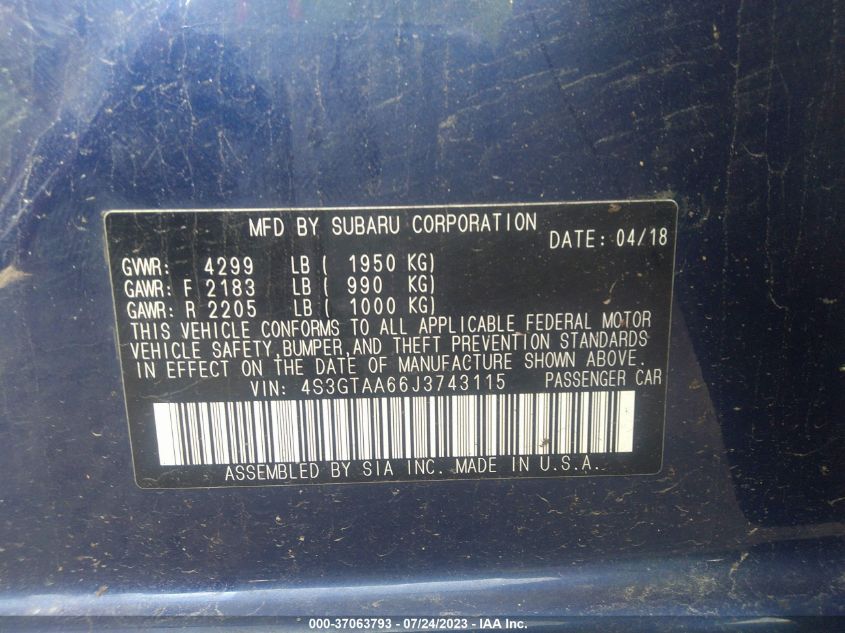 MFD BY SUBARU CORPORATION
DATE: 04/18
GVWR: 4299 LB ( 1950 KG)
GAWR: F 2183 LB ( 990 KG)
GAWR: R 2205 LB ( 1000 KG)
THIS VEHICLE CONFORMS TO ALL APPLICABLE FEDERAL MOTOR
VEHICLE SAFETY,BUMPER,AND THEFT PREVENTION STANDARDS
IN EFFECT ON THE DATE OF MANUFACTURE SHOWN ABOVE.
VIN: 4S3GTAA66J3743115 PASSENGER CAR
ASSEMBLED BY SIA INC. MADE IN U.S.A.
000-37063793 - 07/24/2023 - IAA Inc.